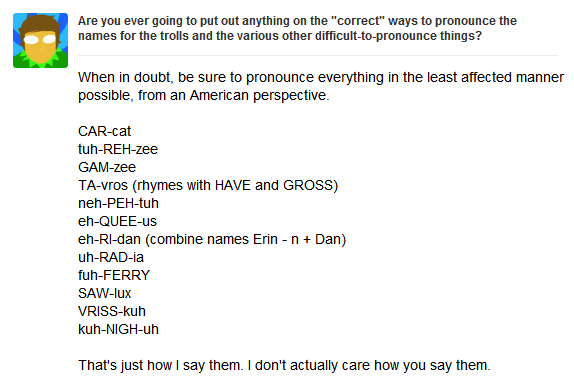 Are you ever going to put out anything on the "correct" ways to pronounce the
names for the trolls and the various other difficult-to-pronounce things?
When in doubt, be sure to pronounce everything in the least affected manner
possible, from an American perspective.
CAR-cat
tuh-REH-zee
GAM-zee
TA-vros (rhymes with HAVE and GROSS)
neh-PEH-tuh
eh-QUEE-us
eh-RI-dan (combine names Erin - n + Dan)
uh-RAD-ia
fuh-FERRY
SAW-lux
VRISS-kuh
kuh-NIGH-uh
That's just how I say them. I don't actually care how you say them.